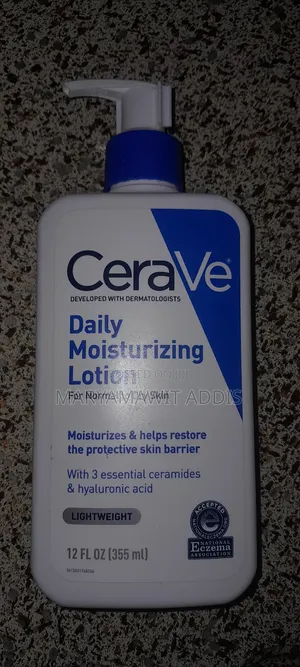 CeraVe®
DEVELOPED WITH DERMATOLOGISTS
Daily
Moisturizing
Lotion
For Normal to Dry Skin
MARIAMAWIT ADDIS
Moisturizes & helps restore
the protective skin barrier
With 3 essential ceramides
& hyaluronic acid
LIGHTWEIGHT
12 FL OZ (355 ml)
ACCEPTED
NATIONAL
Eczema
ASSOCIATION